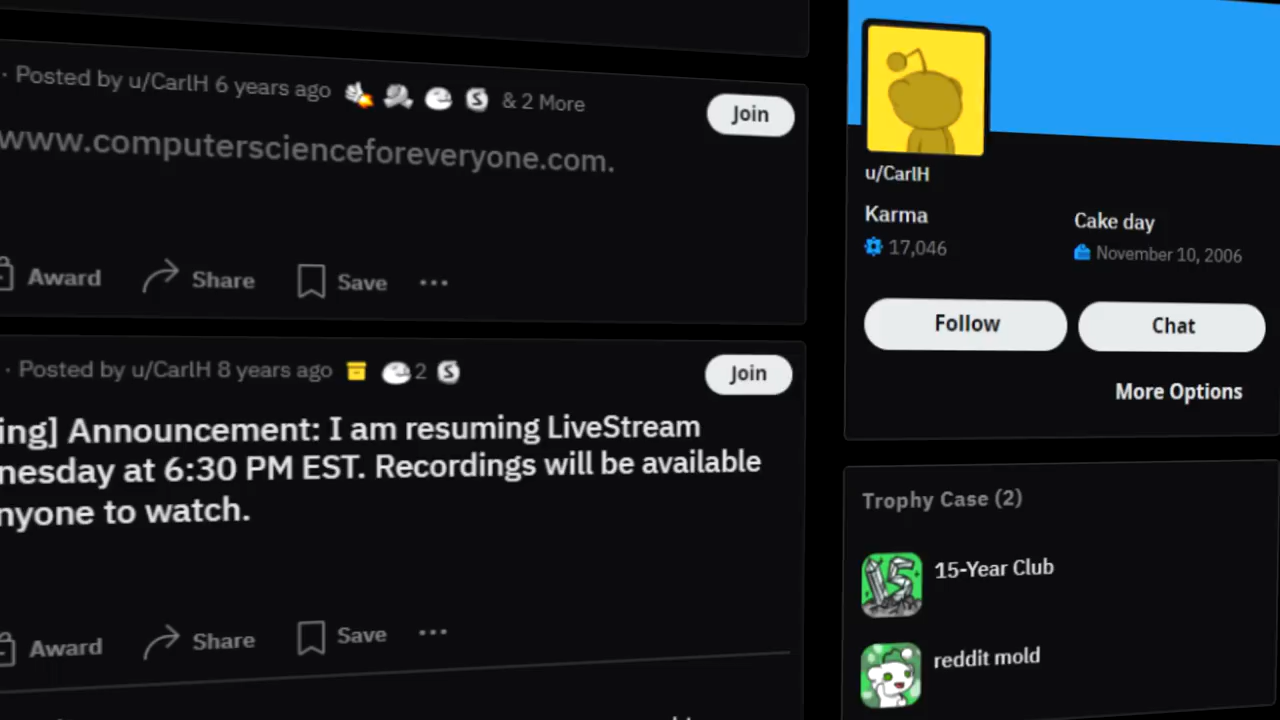 · Posted by u/CarlH 6 years ago & 2 More
Join
www.computerscienceforeveryone.com.
Award Share Save ...
· Posted by u/CarlH 8 years ago 2
Join
ing] Announcement: I am resuming LiveStream
nesday at 6:30 PM EST. Recordings will be available
nyone to watch.
Award Share Save ...
u/CarlH
Karma
17,046
Cake day
November 10, 2006
Follow
Chat
More Options
Trophy Case (2)
15-Year Club
reddit mold